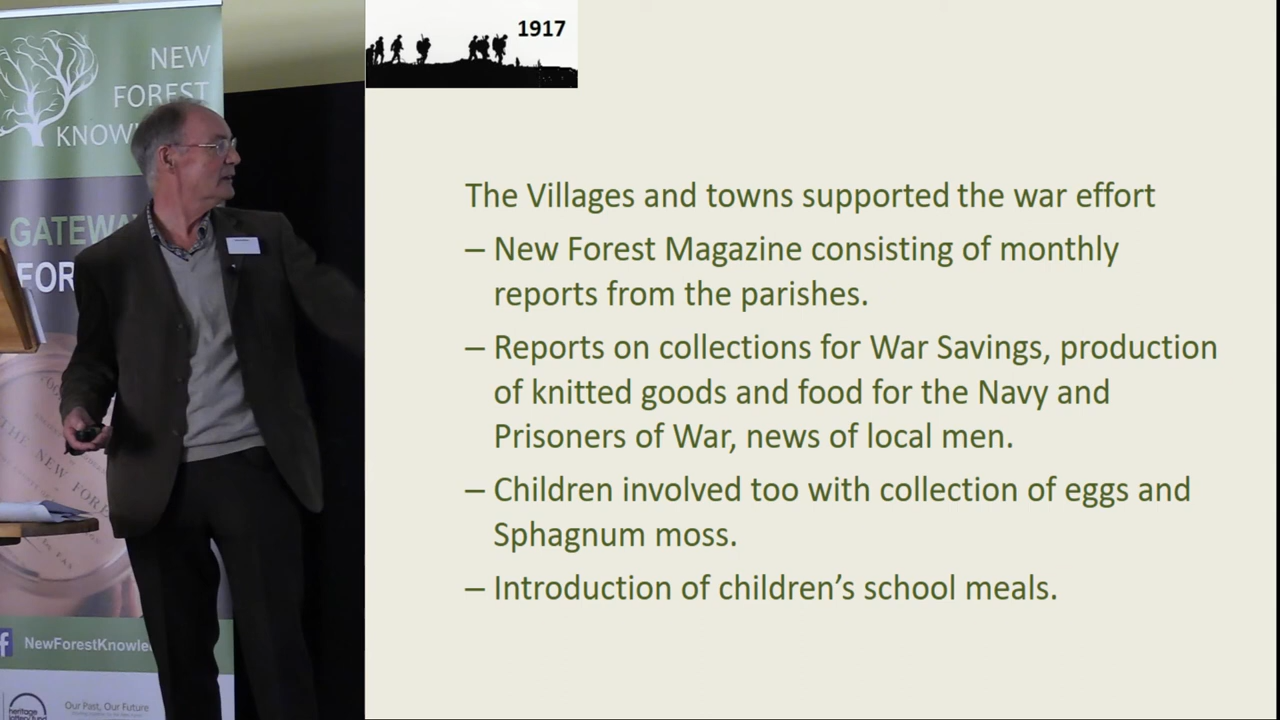 NEW
FOREST
GATEWA
FOR
NewForestKnowle
heritage
Our Past, Our Future
1917
The Villages and towns supported the war effort
– New Forest Magazine consisting of monthly
reports from the parishes.
– Reports on collections for War Savings, production
of knitted goods and food for the Navy and
Prisoners of War, news of local men.
– Children involved too with collection of eggs and
Sphagnum moss.
– Introduction of children’s school meals.